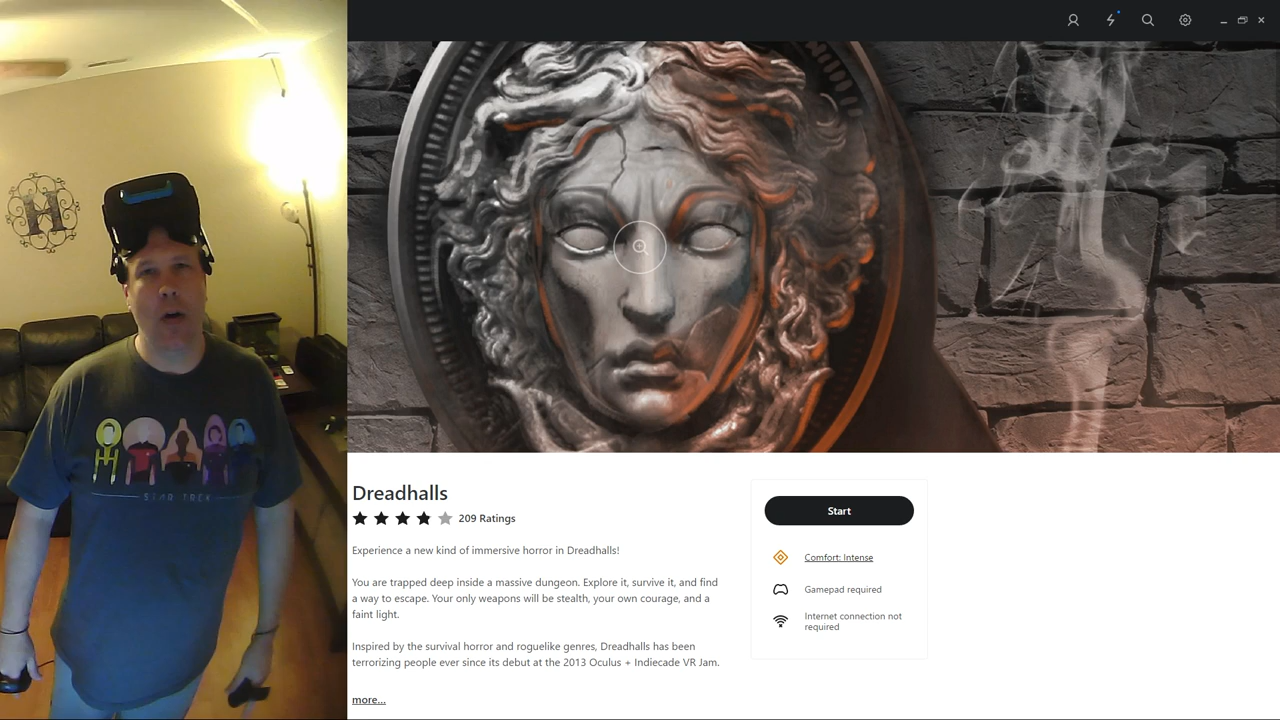 H
STAR TREK
Dreadhalls
209 Ratings
Experience a new kind of immersive horror in Dreadhalls!
You are trapped deep inside a massive dungeon. Explore it, survive it, and find
a way to escape. Your only weapons will be stealth, your own courage, and a
faint light.
Inspired by the survival horror and roguelike genres, Dreadhalls has been
terrorizing people ever since its debut at the 2013 Oculus + Indiecade VR Jam.
more...
Start
Comfort: Intense
Gamepad required
Internet connection not
required